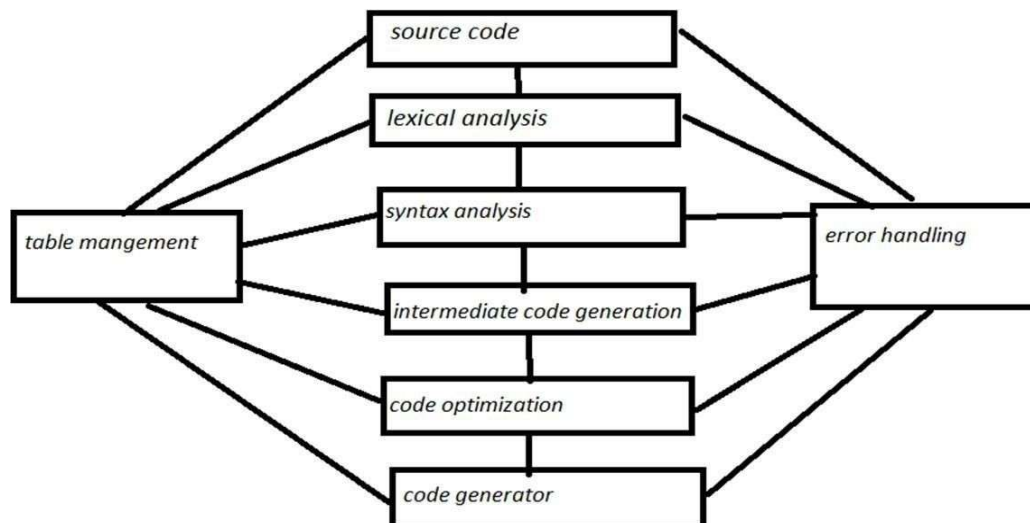 source code
lexical analysis
syntax analysis
table mangement
error handling
intermediate code generation
code optimization
code generator